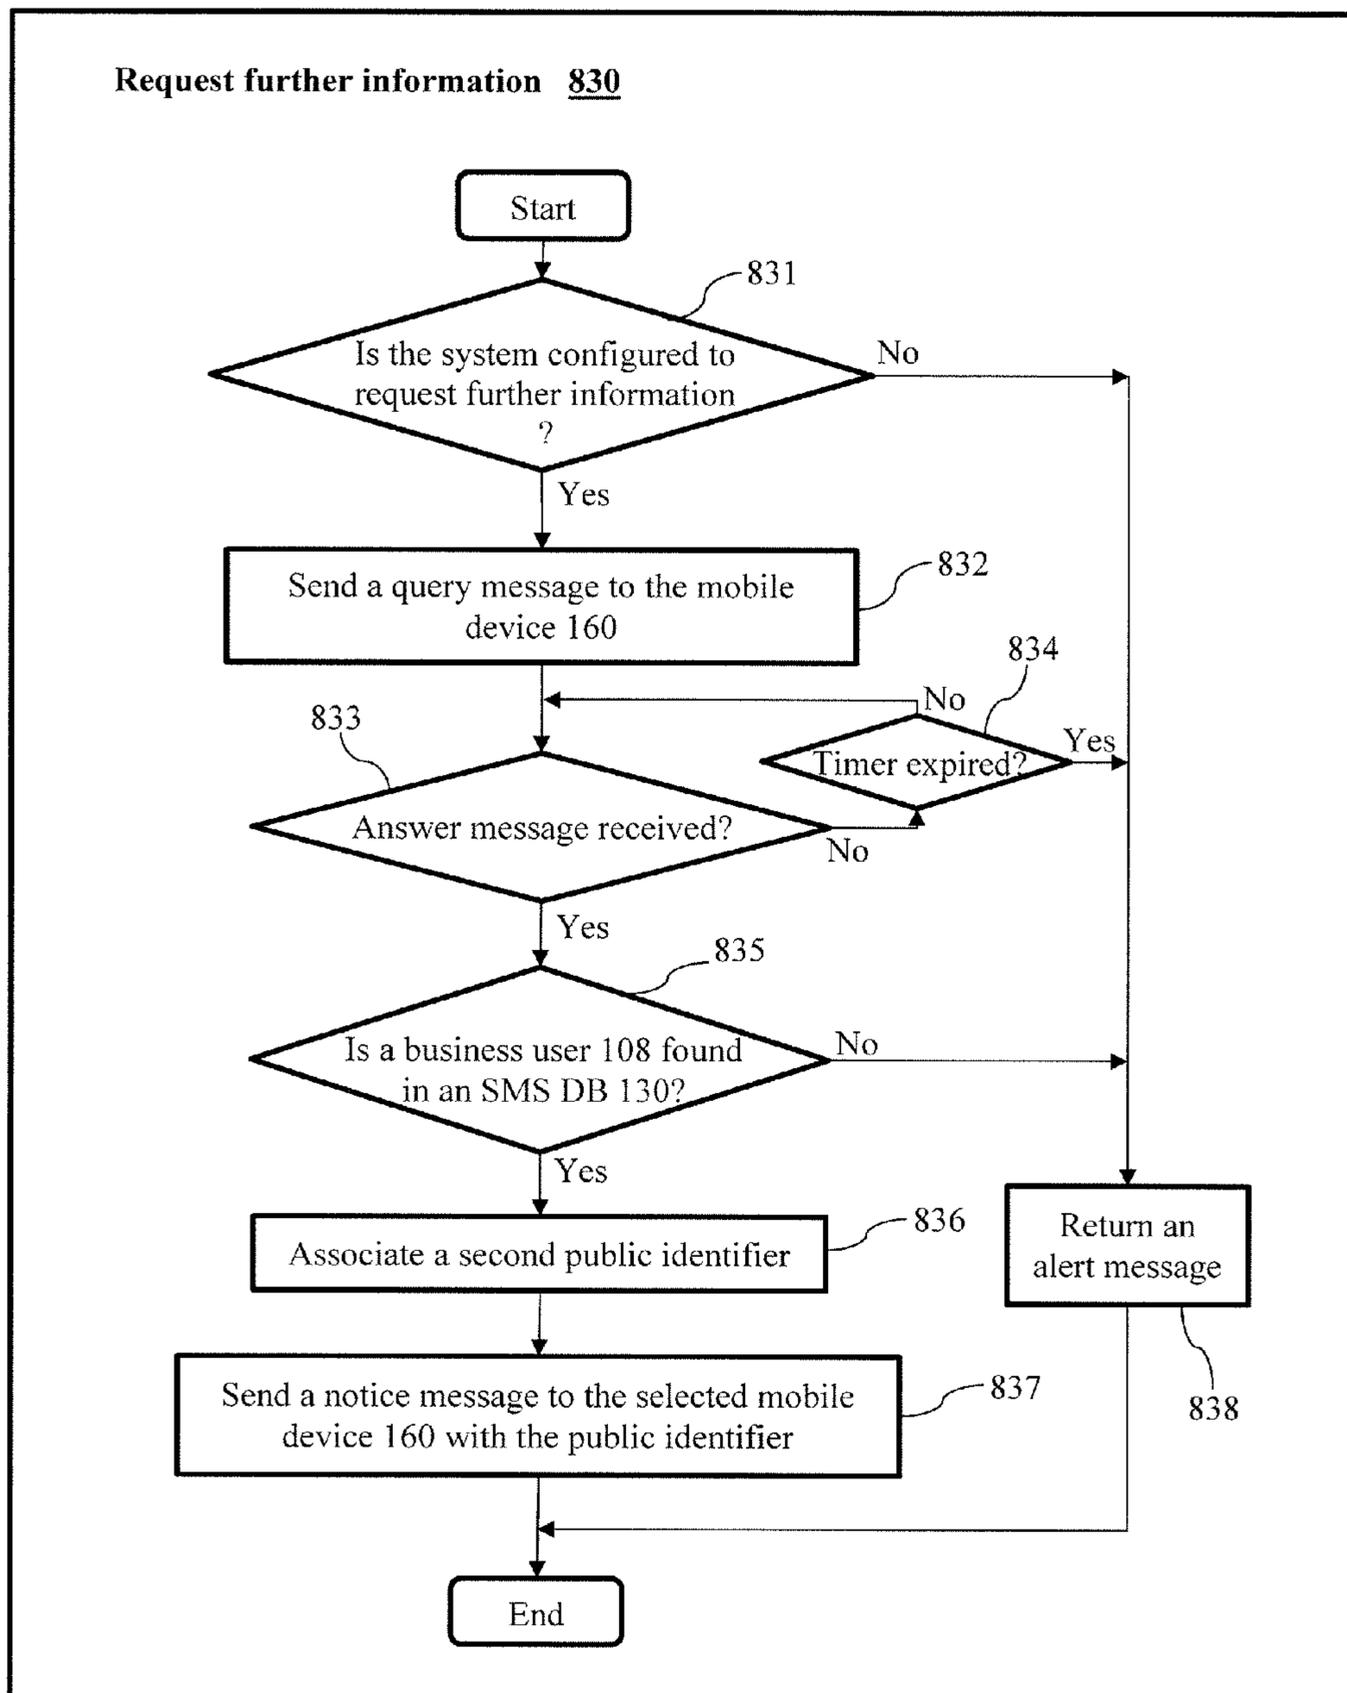 Request further information 830
Start
831
Is the system configured to
request further information
?
No
Yes
832
Send a query message to the mobile
device 160
834
No
833
Timer expired?
Yes
Answer message received?
No
Yes
835
Is a business user 108 found
in an SMS DB 130?
No
Yes
836
Associate a second public identifier
Return an
alert message
837
Send a notice message to the selected mobile
device 160 with the public identifier
838
End